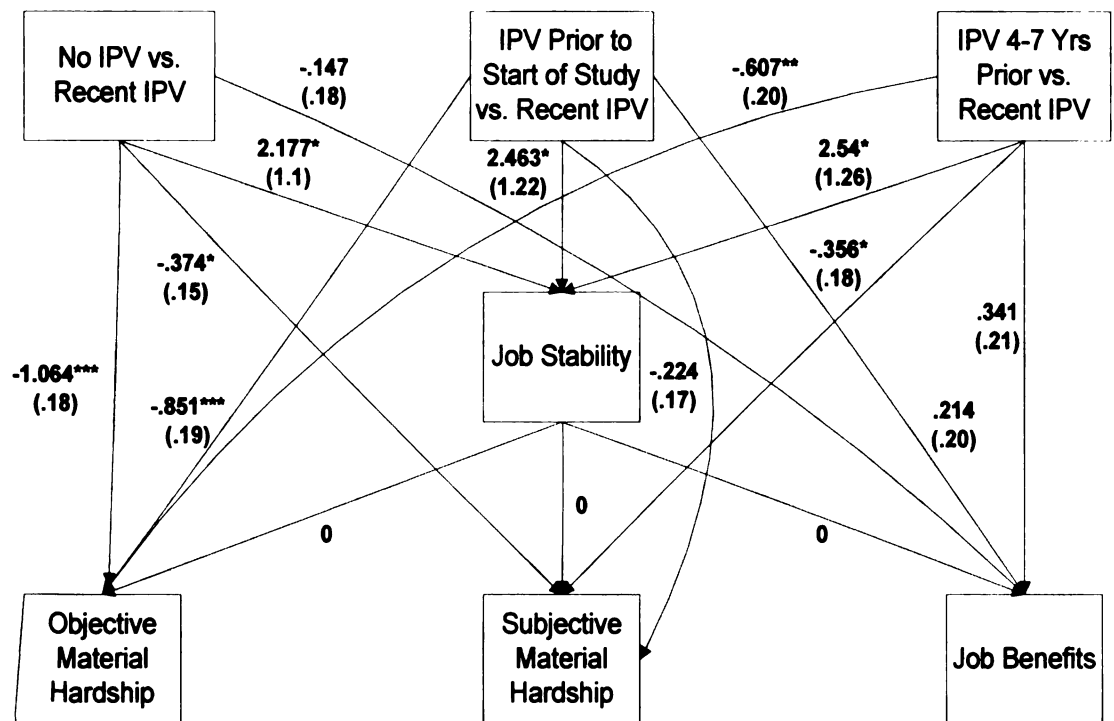 No IPV vs.
Recent IPV
IPV Prior to
Start of Study
vs. Recent IPV
IPV 4-7 Yrs
Prior vs.
Recent IPV
-.147
(.18)
-.607**
(.20)
2.177*
(1.1)
2.463*
(1.22)
2.54*
(1.26)
-.374*
(.15)
-.356*
(.18)
.341
(.21)
Job Stability
-1.064***
(.18)
-.851***
(.19)
-.224
(.17)
.214
(.20)
0
0
0
Objective
Material
Hardship
Subjective
Material
Hardship
Job Benefits